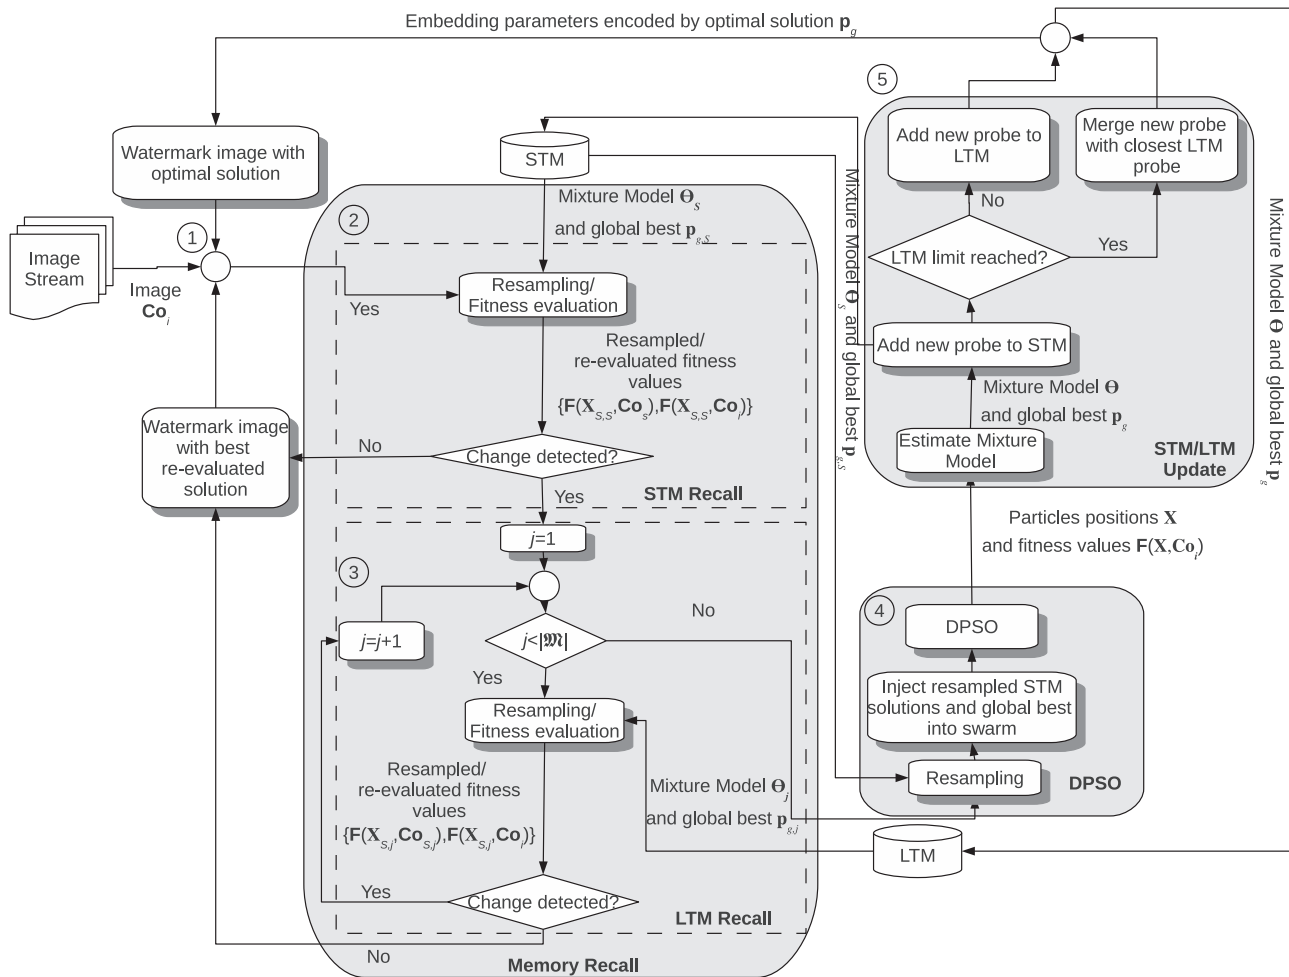 Embedding parameters encoded by optimal solution p_g
5
Watermark image with
optimal solution
STM
Add new probe to
LTM
Merge new probe
with closest LTM
probe
Mixture Model Θ_S
and global best p_g,S
No
Yes
LTM limit reached?
1
2
Image
Stream
Image
Co_i
Yes
Resampling/
Fitness evaluation
Mixture Model Θ_S and global best p_g,S
Mixture Model Θ and global best p_g
Add new probe to STM
Resampled/
re-evaluated fitness
values
{F(X_S,S,Co_S),F(X_S,S,Co_i)}
Mixture Model Θ
and global best p_g
Watermark image
with best
re-evaluated
solution
No
Change detected?
Yes
STM Recall
Estimate Mixture
Model
STM/LTM
Update
Particles positions X
and fitness values F(X,Co_i)
j=1
3
j=j+1
j<|𝔐|
No
Yes
4
DPSO
Inject resampled STM
solutions and global best
into swarm
Resampling
DPSO
Resampling/
Fitness evaluation
Resampled/
re-evaluated fitness
values
{F(X_S,j,Co_S,j),F(X_S,j,Co_i)}
Mixture Model Θ_j
and global best p_g,j
LTM
Yes
Change detected?
LTM Recall
No
Memory Recall